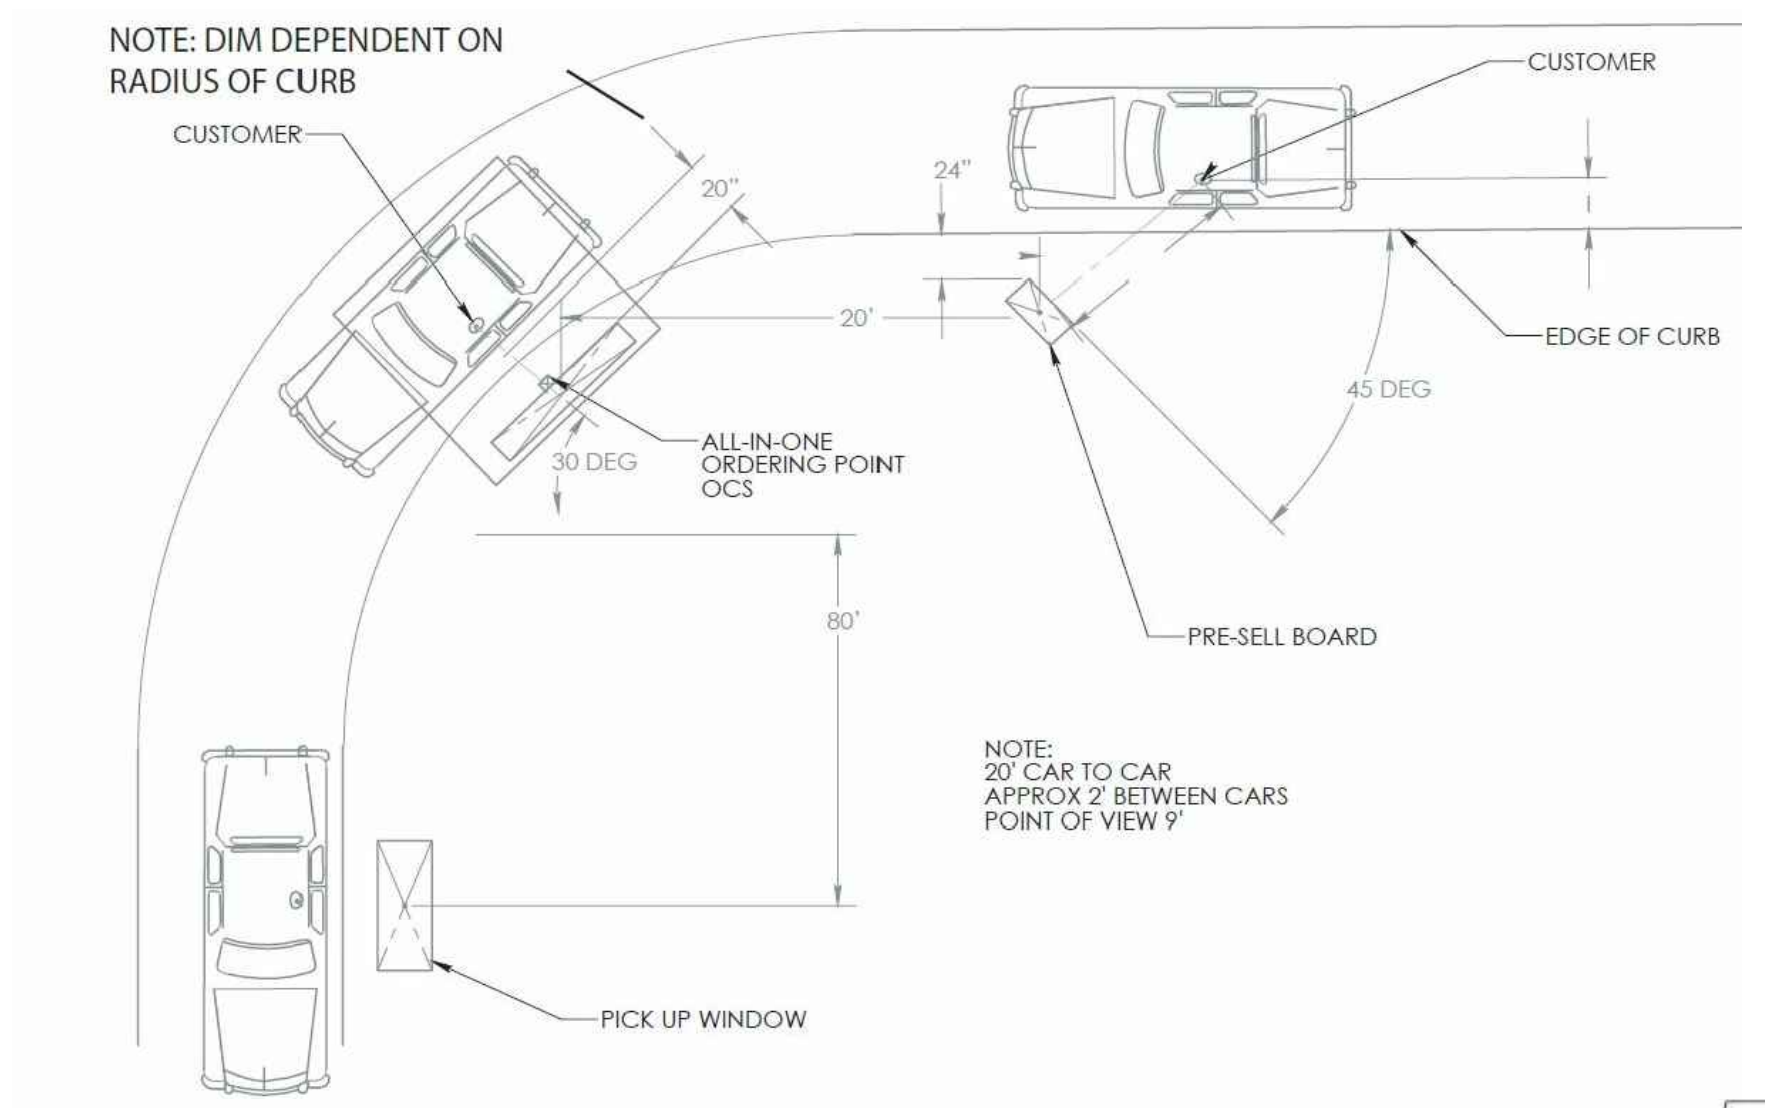 NOTE: DIM DEPENDENT ON
RADIUS OF CURB
CUSTOMER
CUSTOMER
24"
20"
20'
EDGE OF CURB
45 DEG
ALL-IN-ONE
ORDERING POINT
OCS
30 DEG
80'
PRE-SELL BOARD
NOTE:
20' CAR TO CAR
APPROX 2' BETWEEN CARS
POINT OF VIEW 9'
PICK UP WINDOW